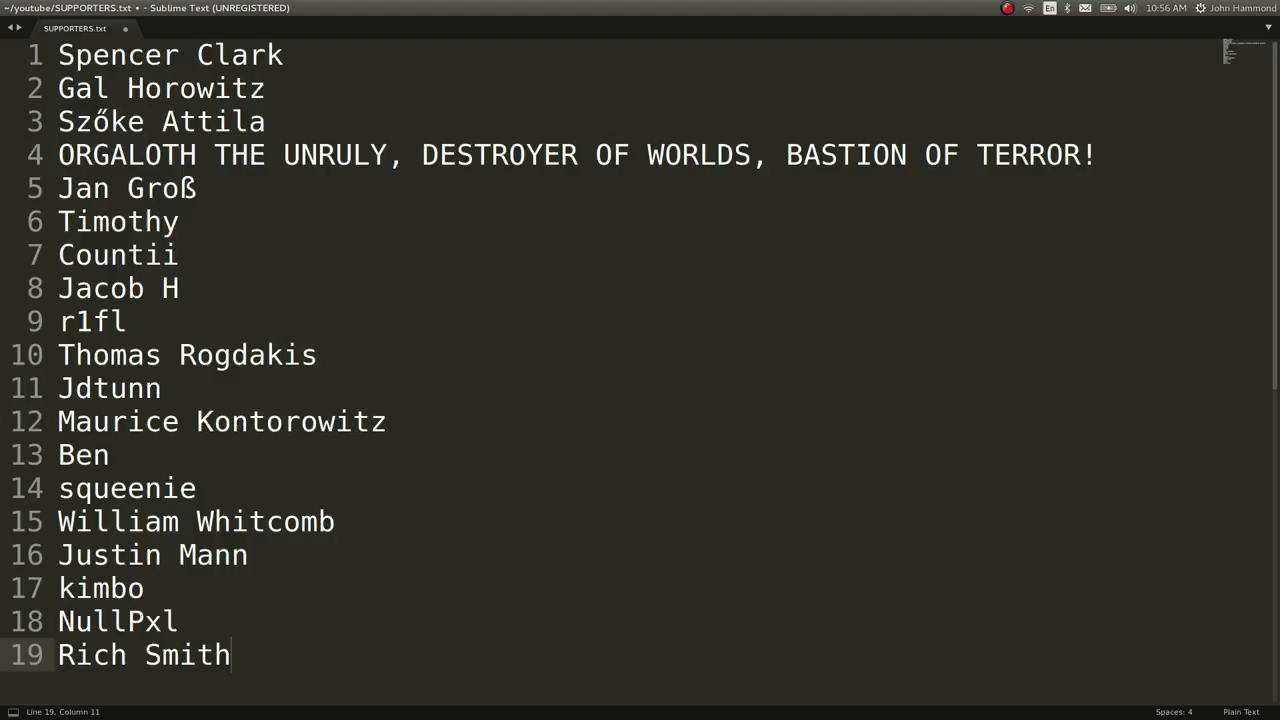 ~/youtube/SUPPORTERS.txt • - Sublime Text (UNREGISTERED)
En
10:56 AM
John Hammond
SUPPORTERS.txt
1 Spencer Clark
2 Gal Horowitz
3 Szőke Attila
4 ORGALOTH THE UNRULY, DESTROYER OF WORLDS, BASTION OF TERROR!
5 Jan Groß
6 Timothy
7 Countii
8 Jacob H
9 r1fl
10 Thomas Rogdakis
11 Jdtunn
12 Maurice Kontorowitz
13 Ben
14 squeenie
15 William Whitcomb
16 Justin Mann
17 kimbo
18 NullPxl
19 Rich Smith
Line 19, Column 11
Spaces: 4
Plain Text